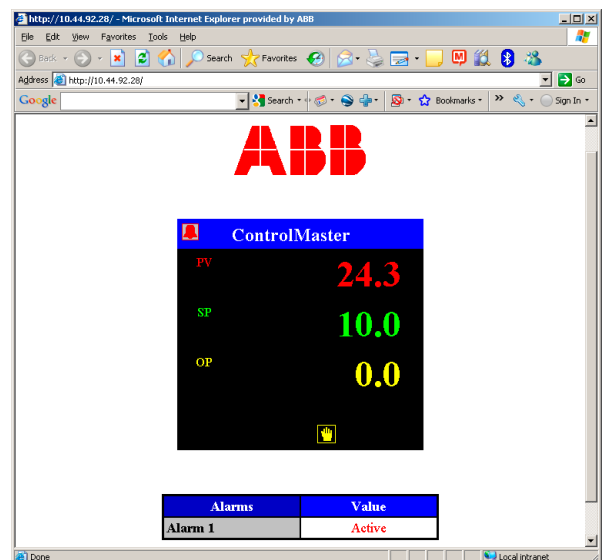 http://10.44.92.28/ - Microsoft Internet Explorer provided by ABB
File Edit View Favorites Tools Help
Back Search Favorites
Address http://10.44.92.28/ Go
Google Search Bookmarks Sign In
ABB
ControlMaster
PV 24.3
SP 10.0
OP 0.0
Alarms Value
Alarm 1 Active
Done Local intranet